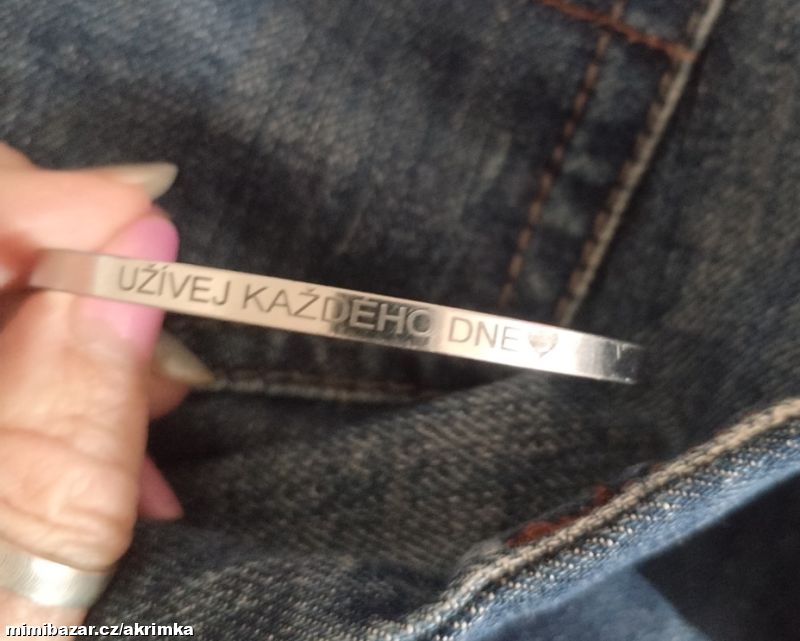 UŽÍVEJ KAŽDÉHO DNE♥
mimibazar.cz/akrimka